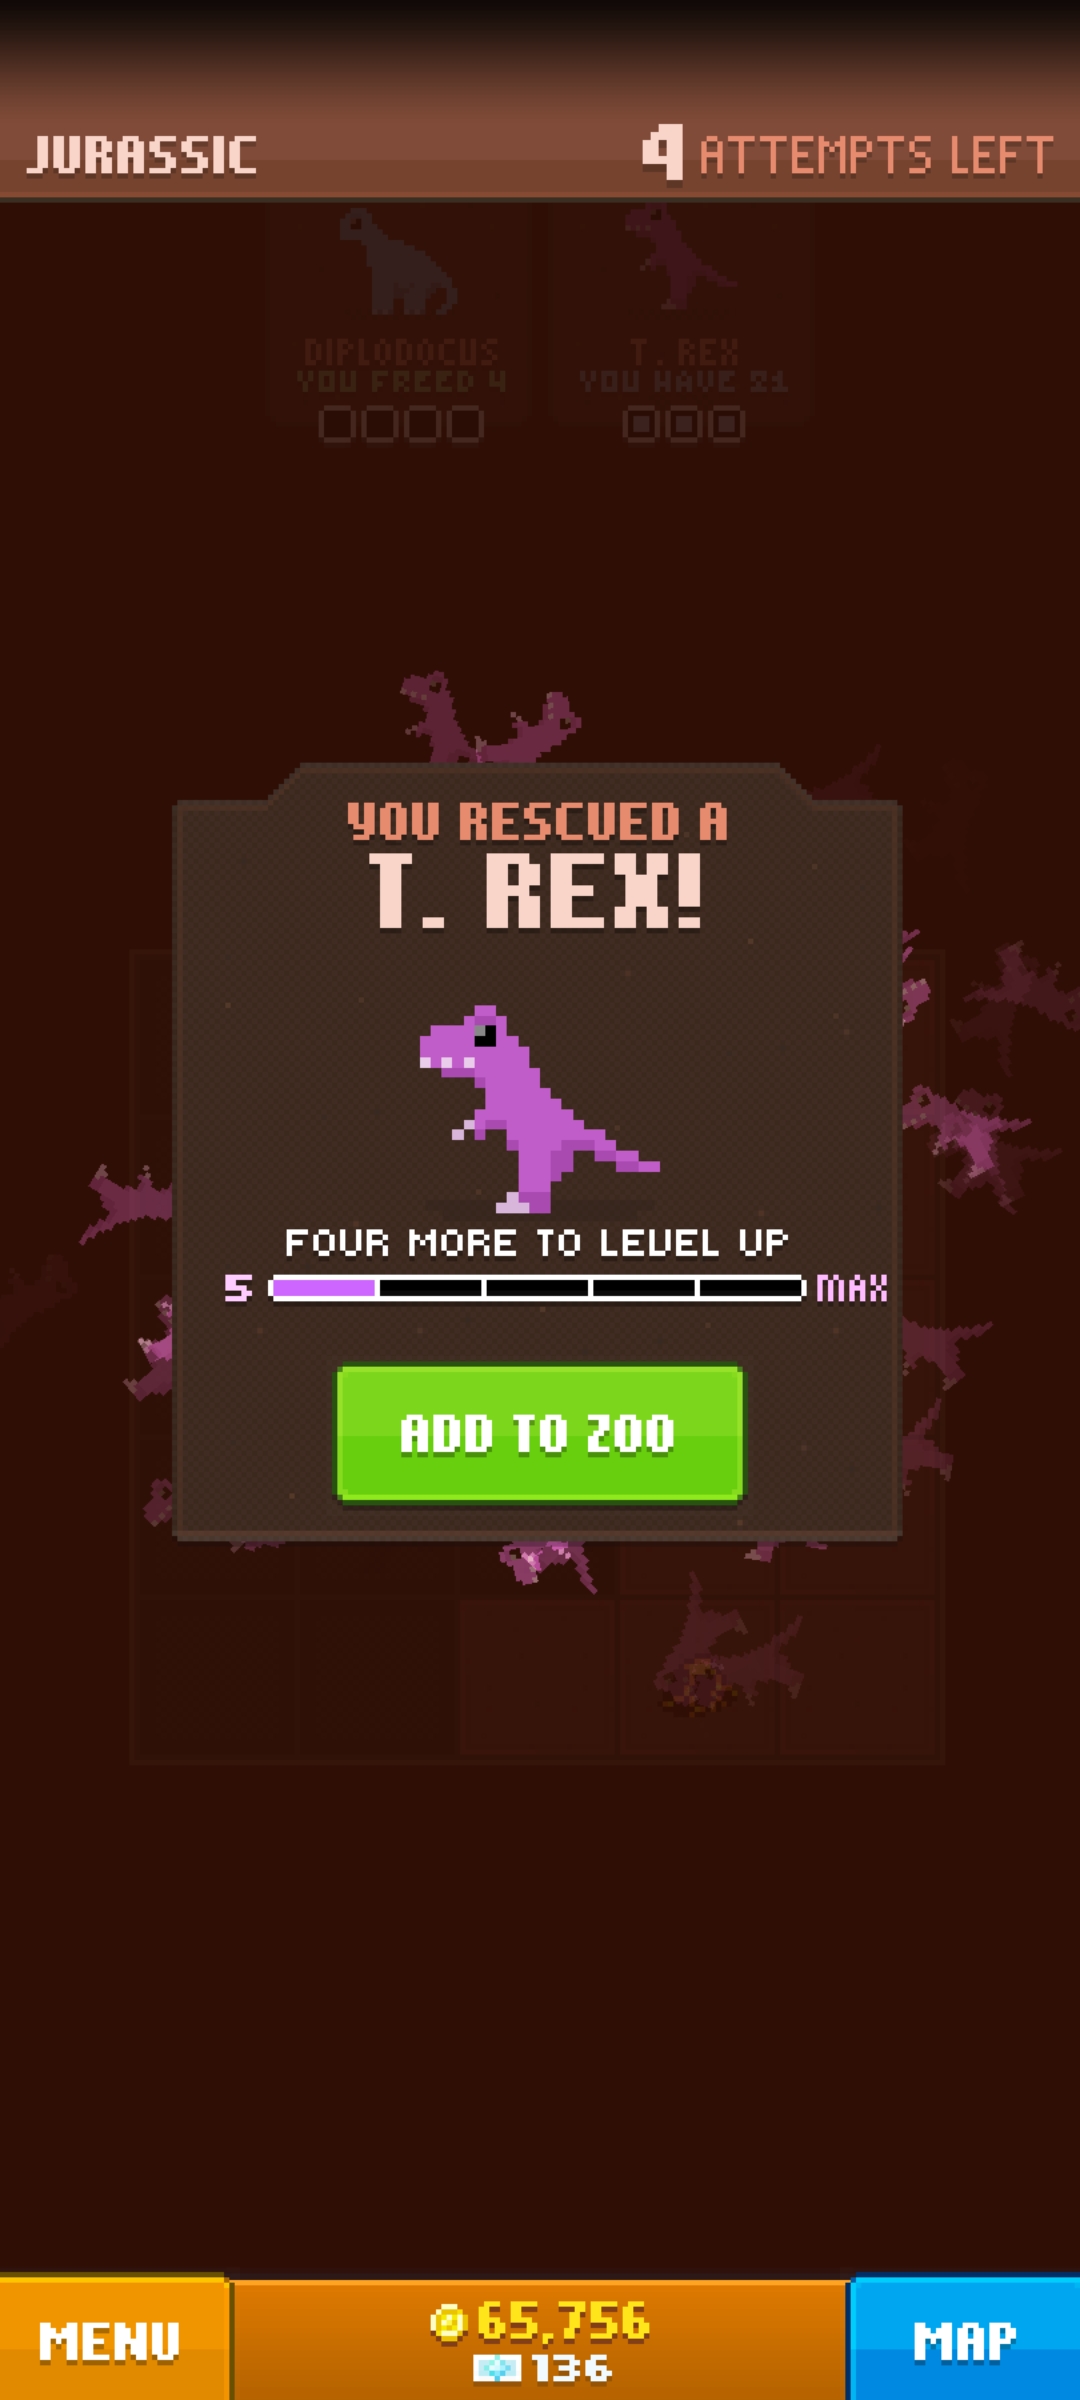 JURASSIC
9 ATTEMPTS LEFT
DIPLODOCUS
YOU FREED 4
T. REX
YOU HAVE 21
YOU RESCUED A
T. REX!
FOUR MORE TO LEVEL UP
5 MAX
ADD TO ZOO
MENU
65,756
136
MAP